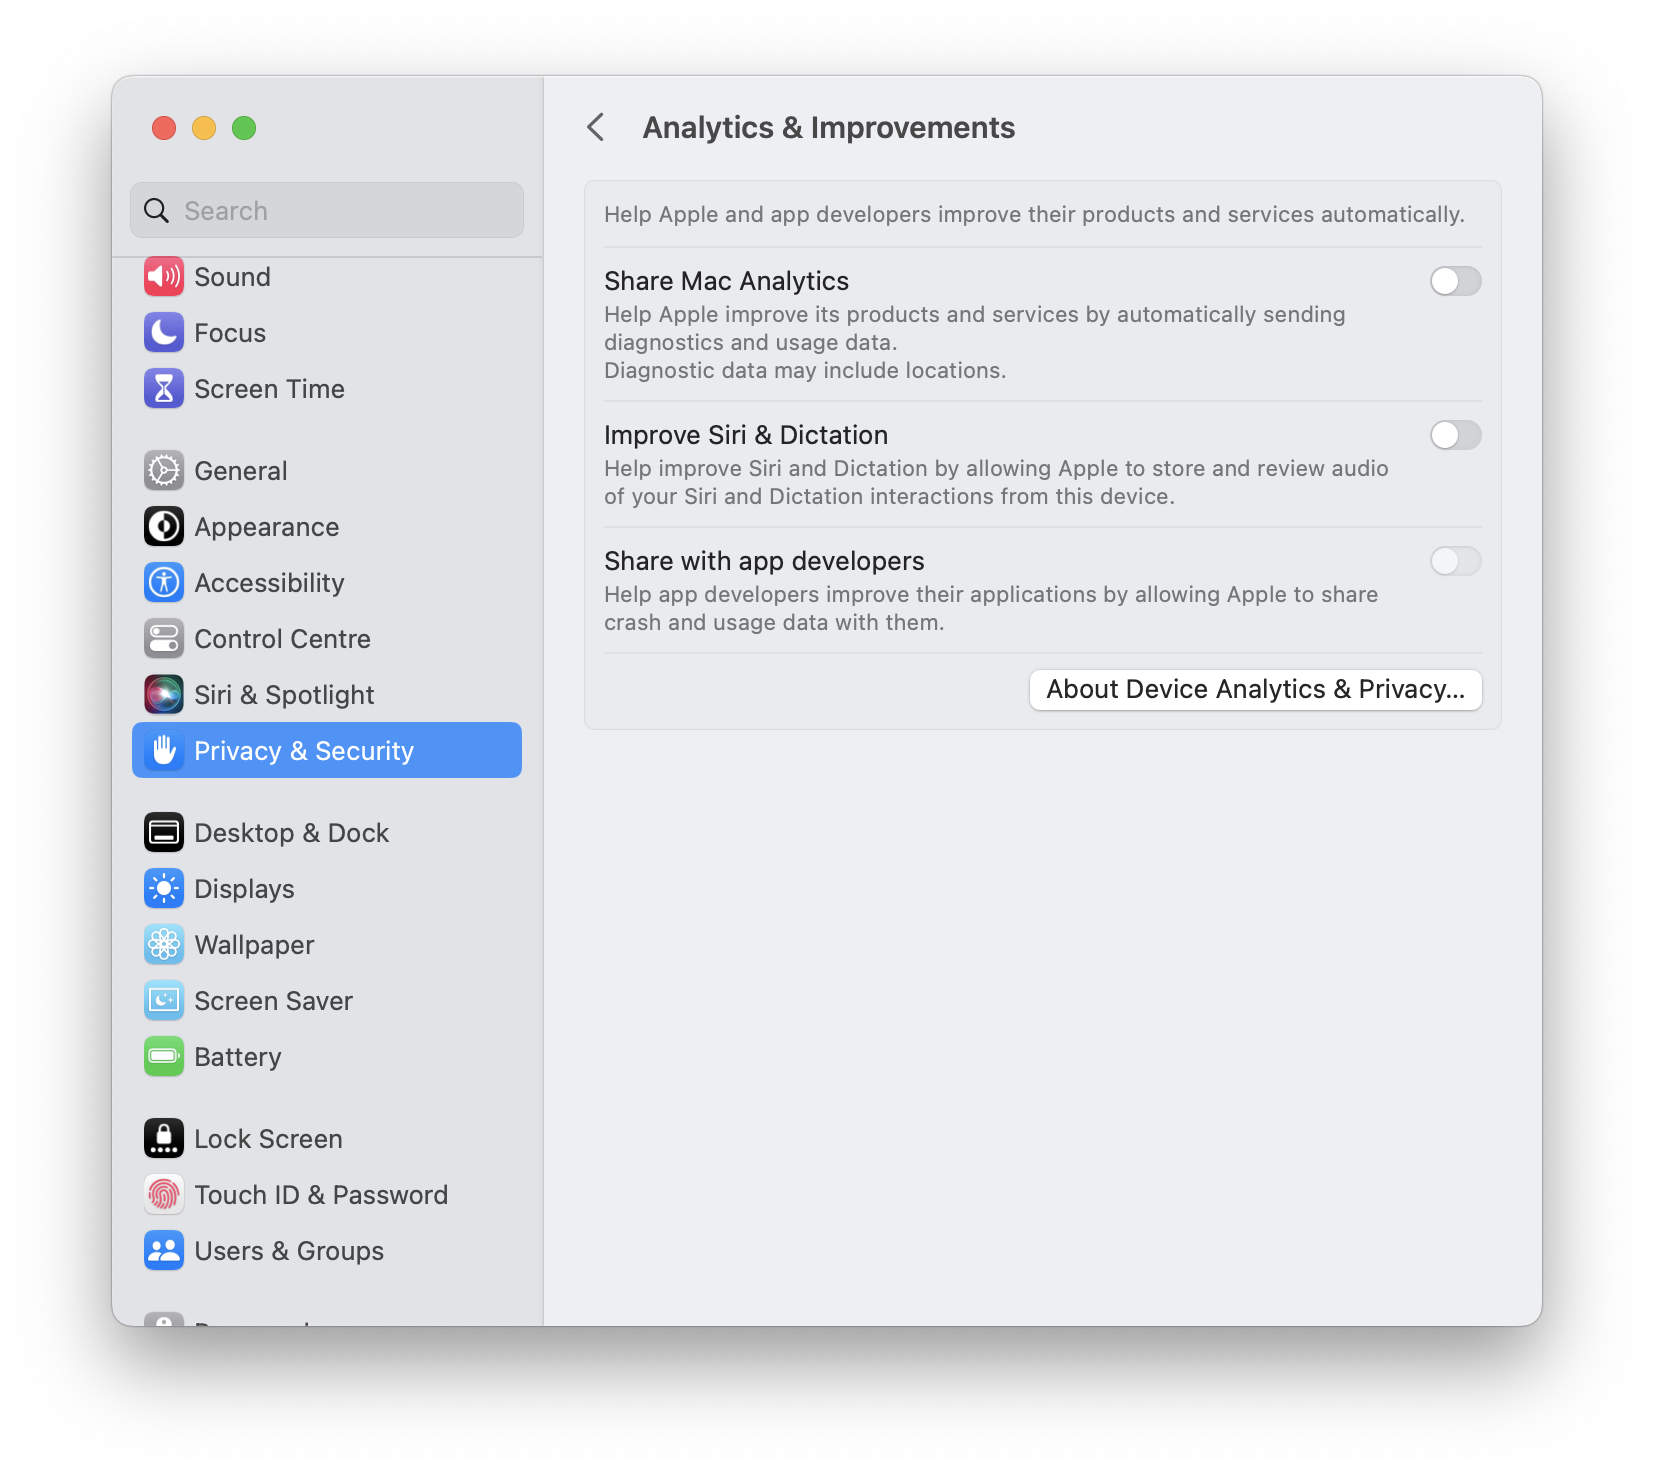 Search
Sound
Focus
Screen Time
General
Appearance
Accessibility
Control Centre
Siri & Spotlight
Privacy & Security
Desktop & Dock
Displays
Wallpaper
Screen Saver
Battery
Lock Screen
Touch ID & Password
Users & Groups
Analytics & Improvements
Help Apple and app developers improve their products and services automatically.
Share Mac Analytics
Help Apple improve its products and services by automatically sending
diagnostics and usage data.
Diagnostic data may include locations.
Improve Siri & Dictation
Help improve Siri and Dictation by allowing Apple to store and review audio
of your Siri and Dictation interactions from this device.
Share with app developers
Help app developers improve their applications by allowing Apple to share
crash and usage data with them.
About Device Analytics & Privacy...